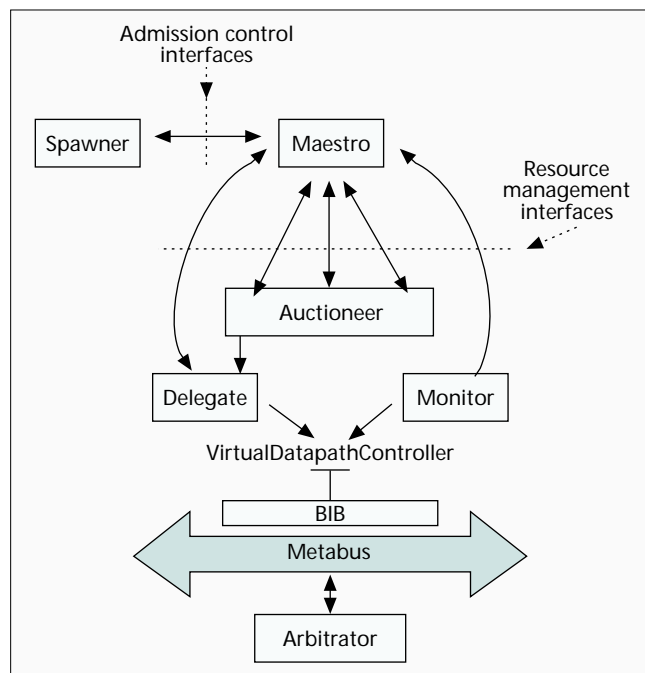 Admission control
interfaces
Spawner
Maestro
Resource
management
interfaces
Auctioneer
Delegate
Monitor
VirtualDatapathController
BIB
Metabus
Arbitrator